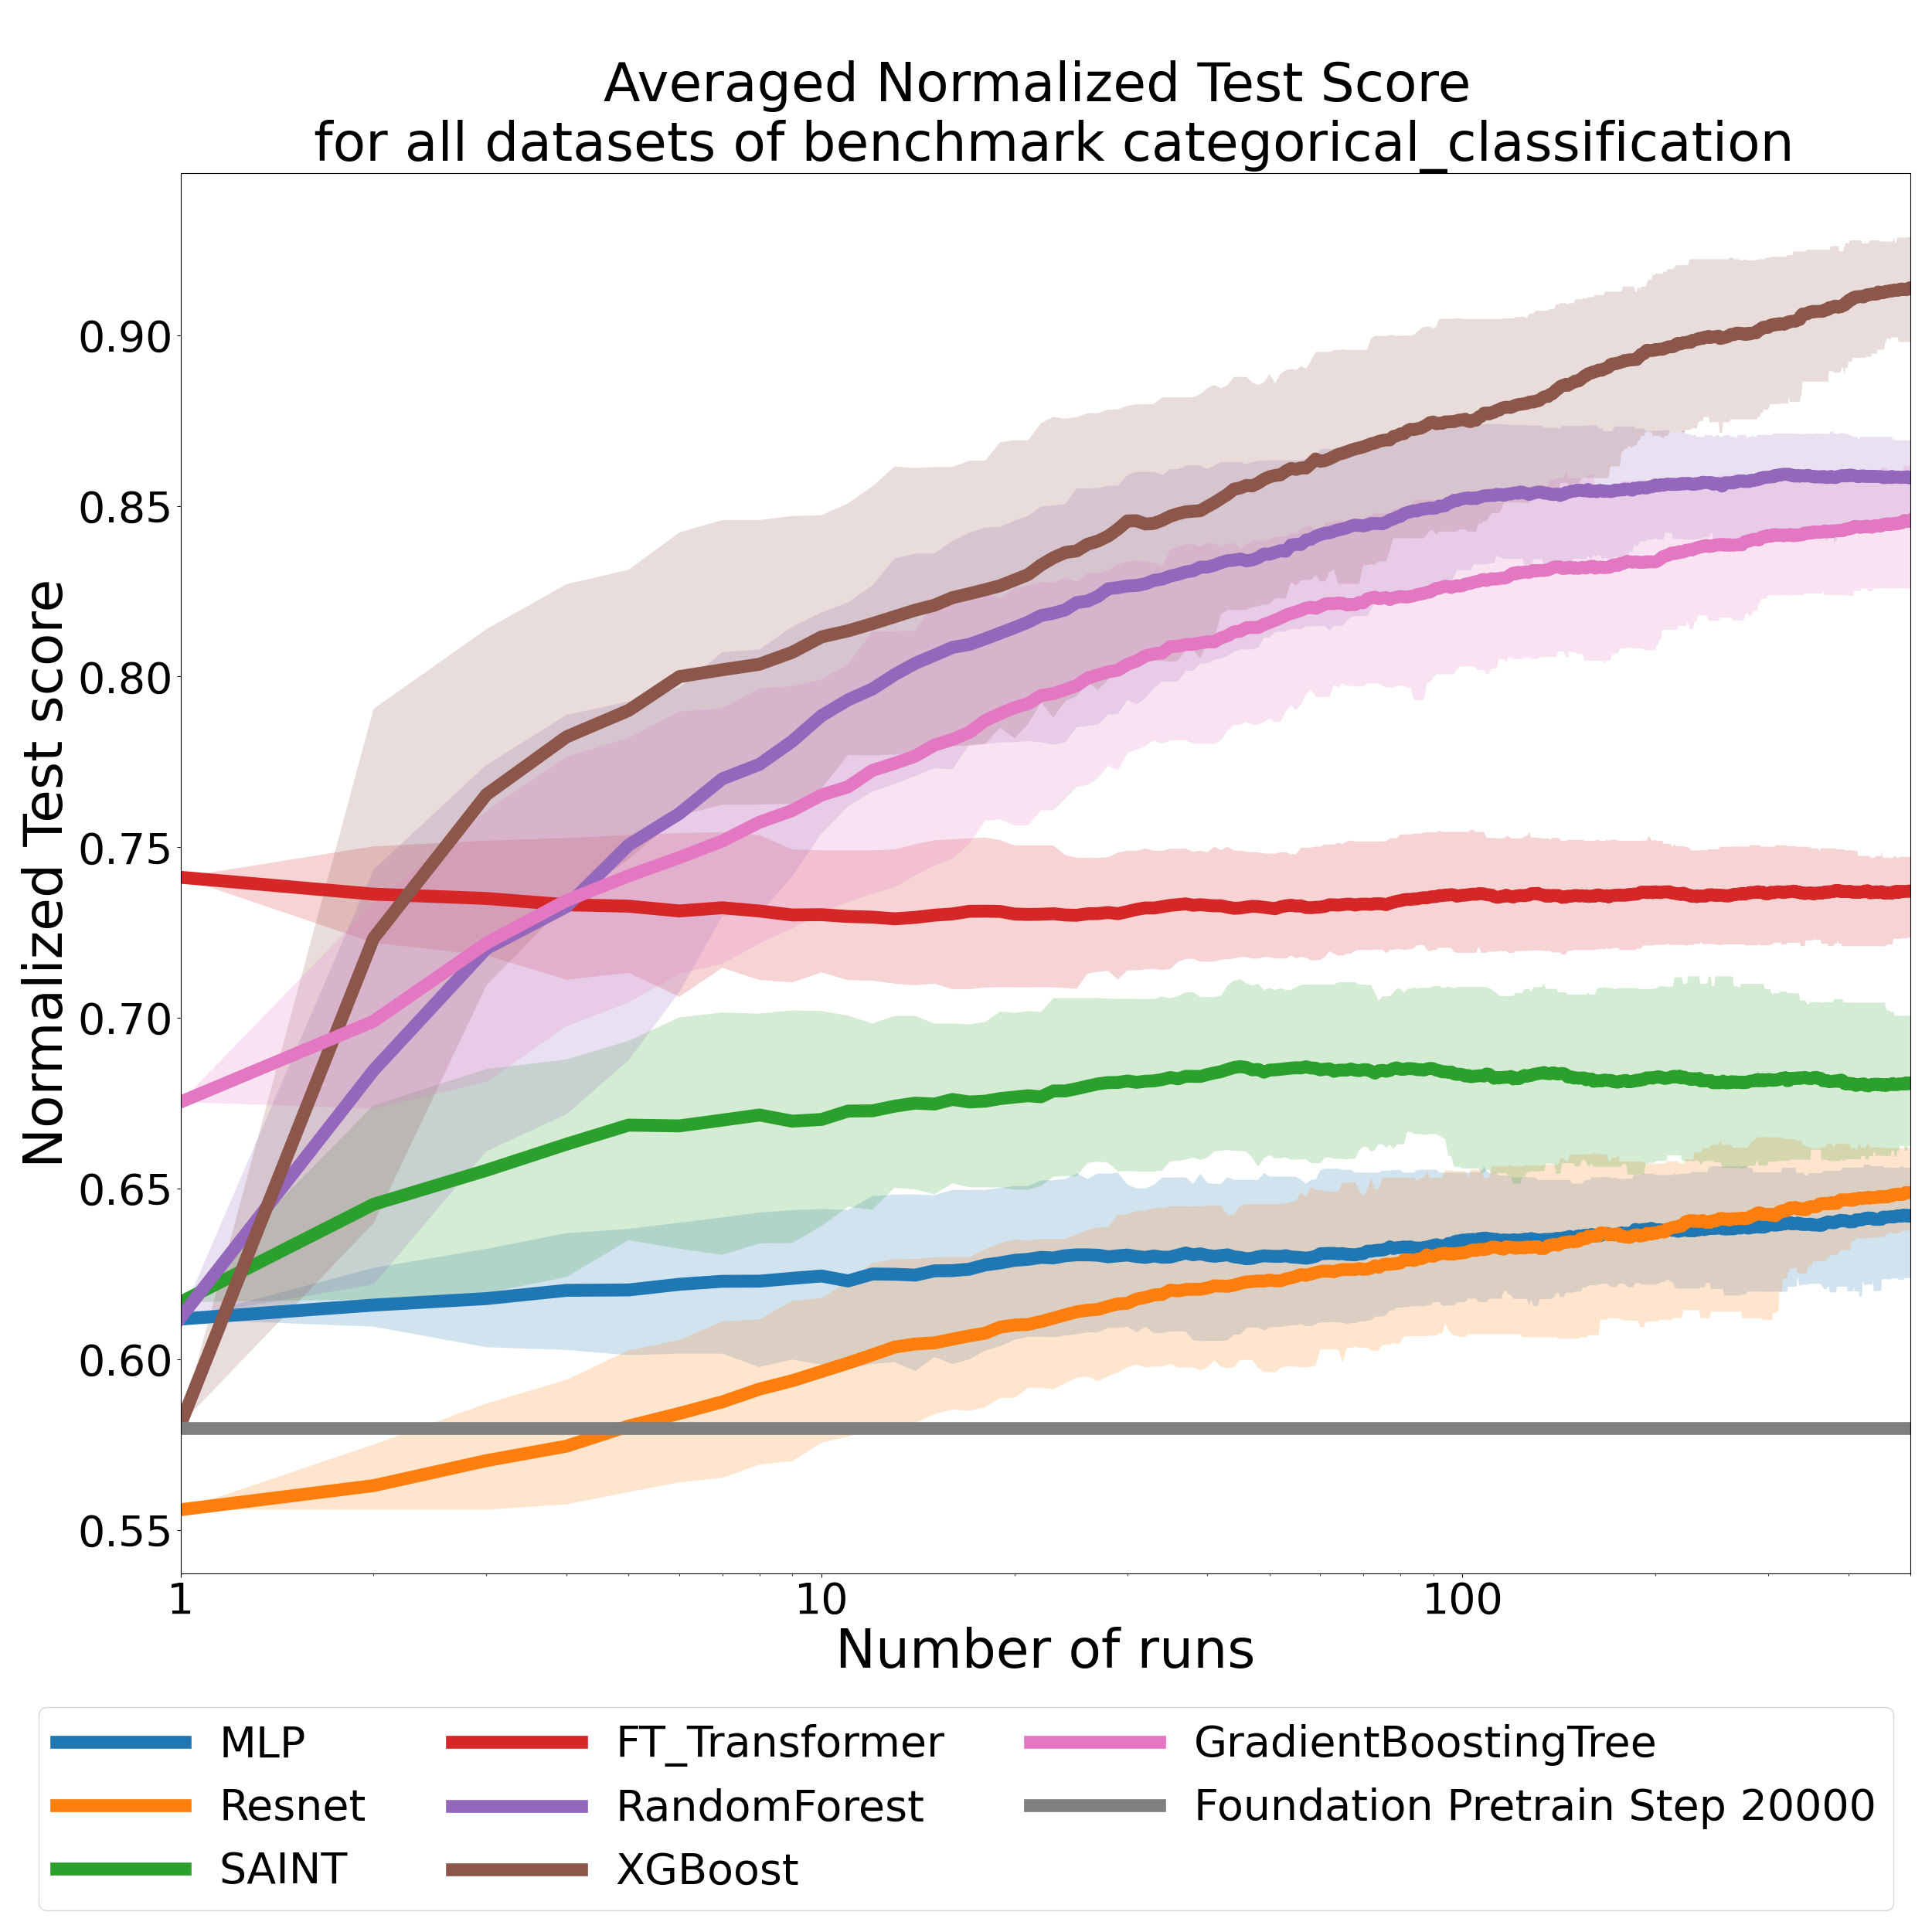 Averaged Normalized Test Score
for all datasets of benchmark categorical_classification
Normalized Test score
0.90
0.85
0.80
0.75
0.70
0.65
0.60
0.55
1
10
100
Number of runs
MLP
Resnet
SAINT
FT_Transformer
RandomForest
XGBoost
GradientBoostingTree
Foundation Pretrain Step 20000